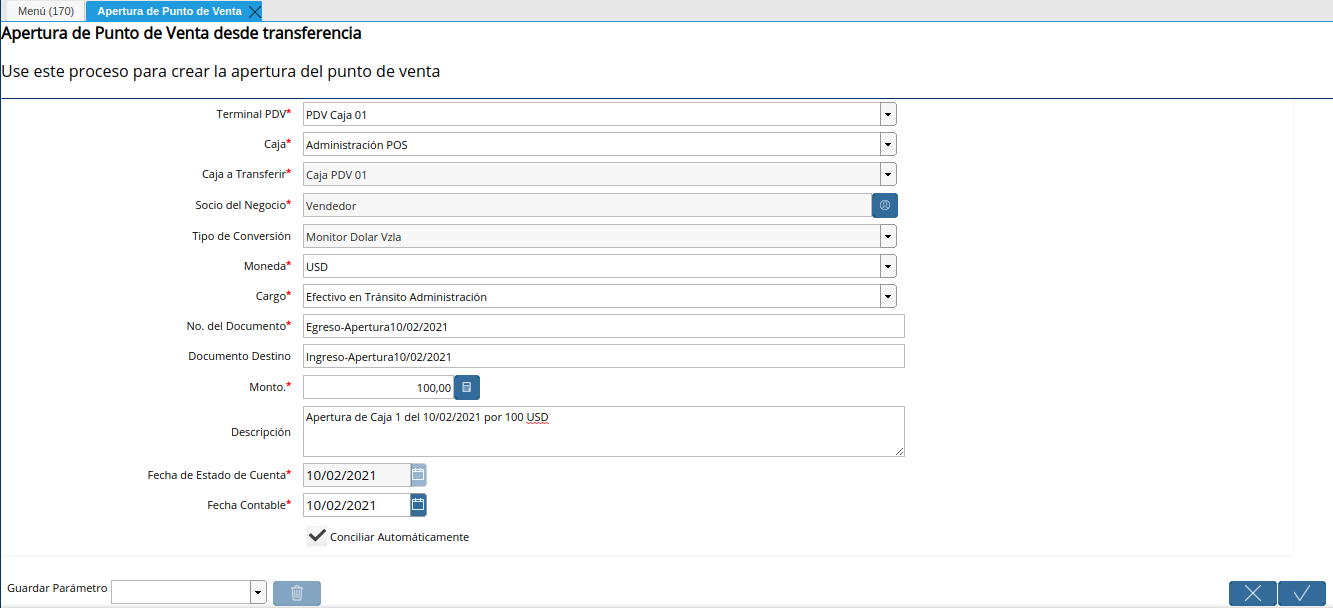 Menú (170)
Apertura de Punto de Venta
Apertura de Punto de Venta desde transferencia
Use este proceso para crear la apertura del punto de venta
Terminal PDV* PDV Caja 01
Caja* Administración POS
Caja a Transferir* Caja PDV 01
Socio del Negocio* Vendedor
Tipo de Conversión Monitor Dolar Vzla
Moneda* USD
Cargo* Efectivo en Tránsito Administración
No. del Documento* Egreso-Apertura10/02/2021
Documento Destino Ingreso-Apertura10/02/2021
Monto.* 100,00
Descripción Apertura de Caja 1 del 10/02/2021 por 100 USD
Fecha de Estado de Cuenta* 10/02/2021
Fecha Contable* 10/02/2021
Conciliar Automáticamente
Guardar Parámetro